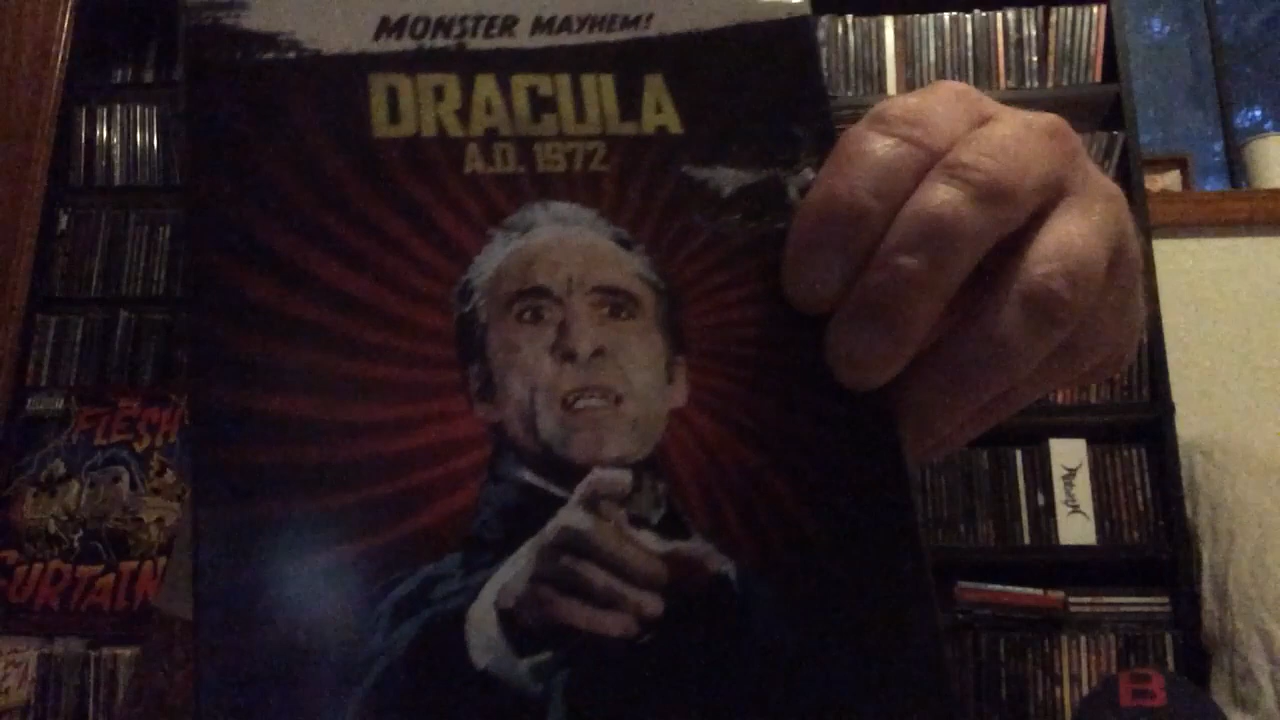 MONSTER MAYHEM!
DRACULA
A.D. 1972
FLESH
CURTAIN
B